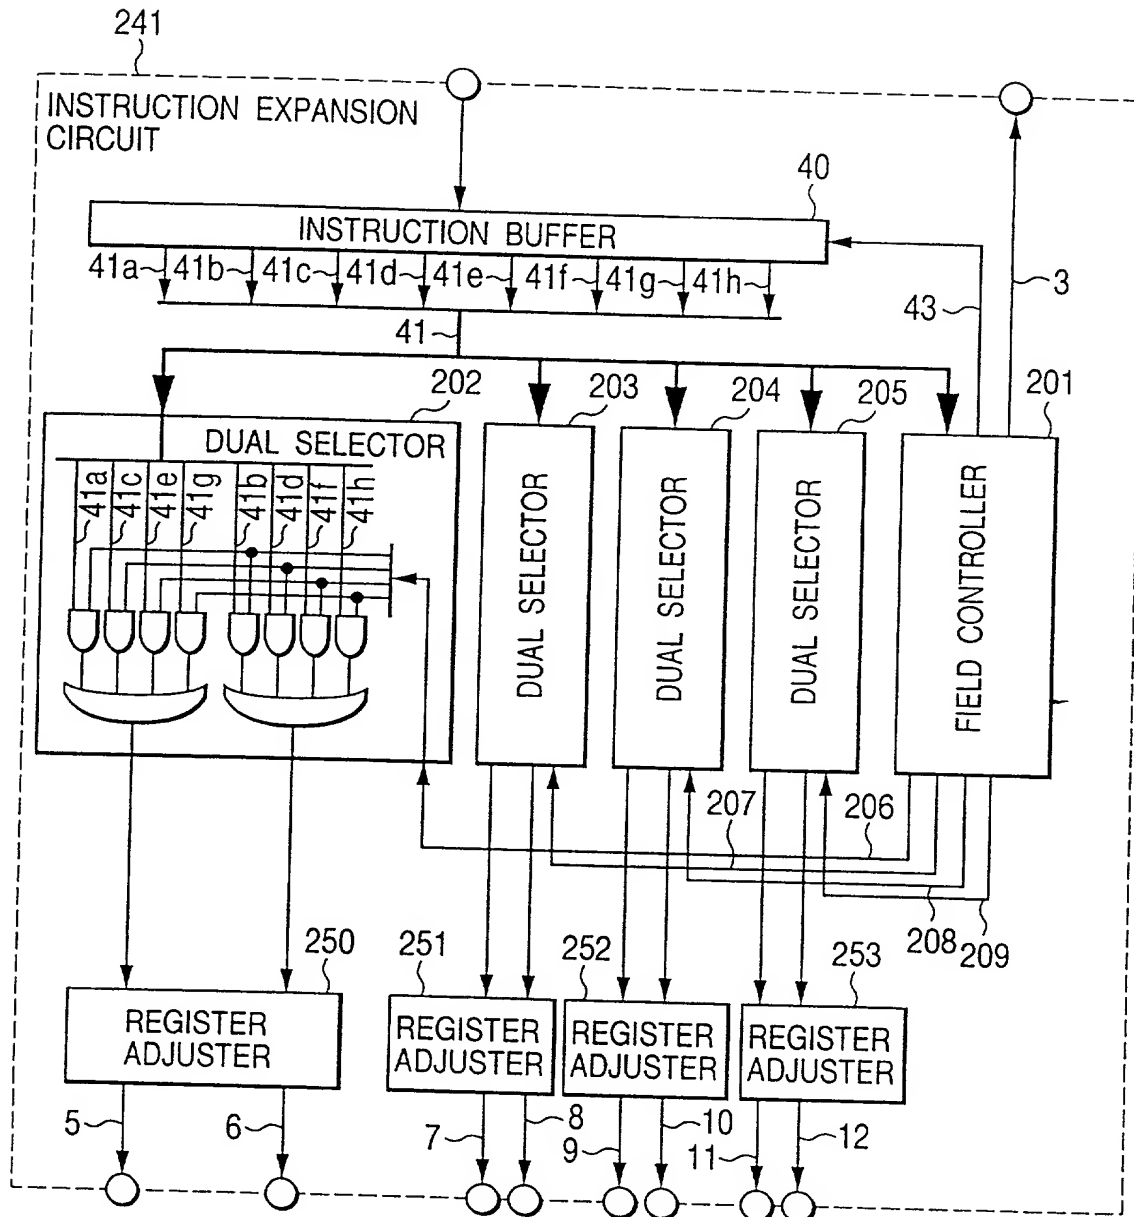 241
INSTRUCTION EXPANSION
CIRCUIT
40
INSTRUCTION BUFFER
41a 41b 41c 41d 41e 41f 41g 41h
43
3
41
202
203
204
205
201
DUAL SELECTOR
41a
41c
41e
41g
41b
41d
41f
41h
DUAL SELECTOR
DUAL SELECTOR
DUAL SELECTOR
FIELD CONTROLLER
207
206
208
209
250
251
252
253
REGISTER
ADJUSTER
REGISTER
ADJUSTER
REGISTER
ADJUSTER
REGISTER
ADJUSTER
5
6
7
8
9
10
11
12